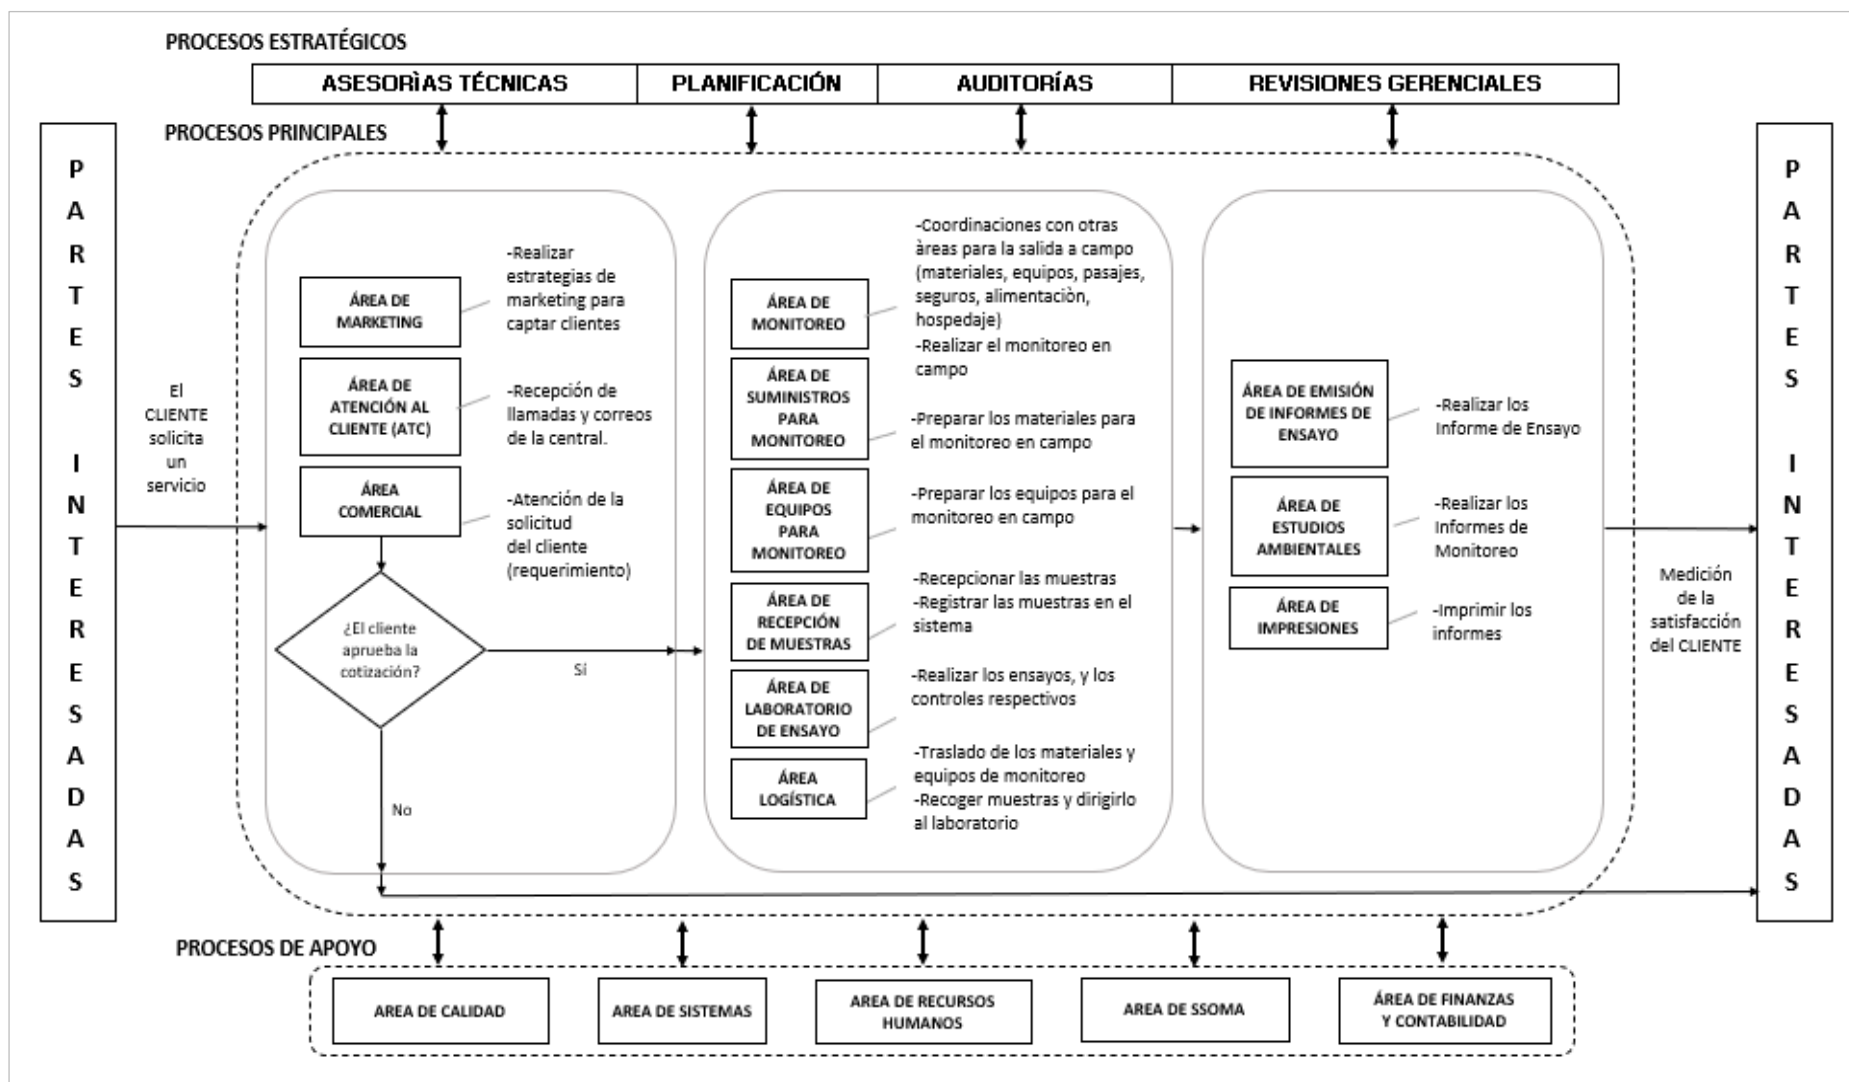 PROCESOS ESTRATÉGICOS
ASESORÌAS TÉCNICAS
PLANIFICACIÓN
AUDITORÍAS
REVISIONES GERENCIALES
PROCESOS PRINCIPALES
PARTES INTERESADAS
El
CLIENTE
solicita
un
servicio
ÁREA DE
MARKETING
-Realizar
estrategias de
marketing para
captar clientes
ÁREA DE
ATENCIÓN AL
CLIENTE (ATC)
-Recepción de
llamadas y correos
de la central.
ÁREA
COMERCIAL
-Atención de la
solicitud
del cliente
(requerimiento)
¿El cliente
aprueba la
cotización?
Sí
No
ÁREA DE
MONITOREO
-Coordinaciones con otras
àreas para la salida a campo
(materiales, equipos, pasajes,
seguros, alimentaciòn,
hospedaje)
-Realizar el monitoreo en
campo
ÁREA DE
SUMINISTROS
PARA
MONITOREO
-Preparar los materiales para
el monitoreo en campo
ÁREA DE
EQUIPOS
PARA
MONITOREO
-Preparar los equipos para el
monitoreo en campo
ÁREA DE
RECEPCIÓN
DE MUESTRAS
-Recepcionar las muestras
-Registrar las muestras en el
sistema
ÁREA DE
LABORATORIO
DE ENSAYO
-Realizar los ensayos, y los
controles respectivos
ÁREA
LOGÍSTICA
-Traslado de los materiales y
equipos de monitoreo
-Recoger muestras y dirigirlo
al laboratorio
ÁREA DE EMISIÓN
DE INFORMES DE
ENSAYO
-Realizar los
Informe de Ensayo
ÁREA DE
ESTUDIOS
AMBIENTALES
-Realizar los
Informes de
Monitoreo
ÁREA DE
IMPRESIONES
-Imprimir los
informes
Medición
de la
satisfacción
del CLIENTE
PARTES INTERESADAS
PROCESOS DE APOYO
AREA DE CALIDAD
AREA DE SISTEMAS
AREA DE RECURSOS
HUMANOS
AREA DE SSOMA
ÁREA DE FINANZAS
Y CONTABILIDAD